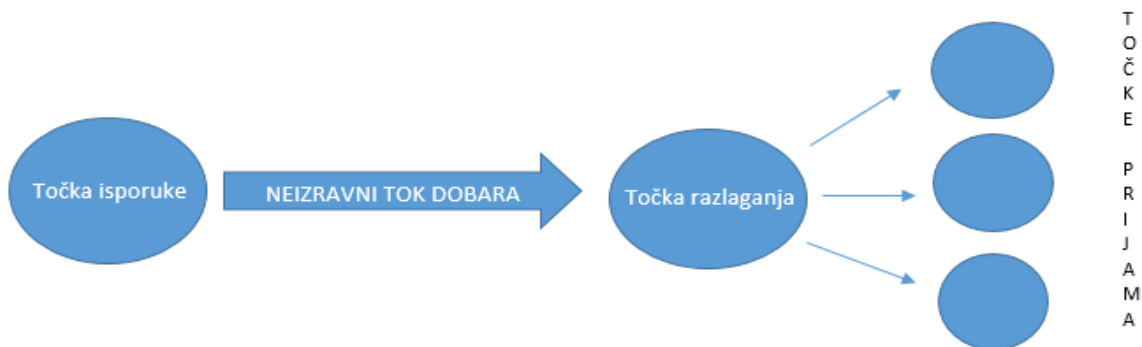 Točka isporuke
NEIZRAVNI TOK DOBARA
Točka razlaganja
T
O
Č
K
E
P
R
I
J
A
M
A